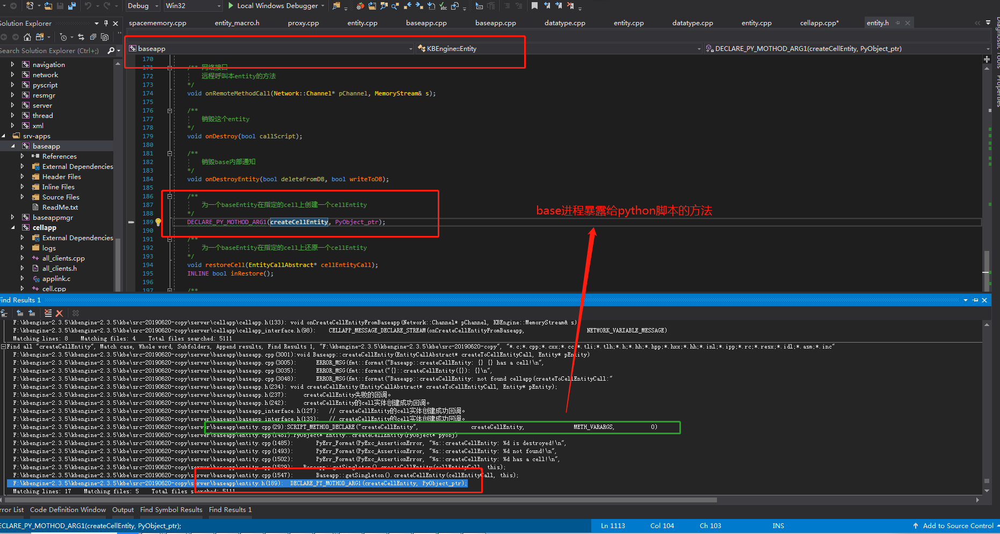 Debug
Win32
Local Windows Debugger
Solution Explorer
spacememory.cpp
entity_macro.h
proxy.cpp
entity.cpp
baseapp.cpp
baseapp.cpp
datatype.cpp
entity.cpp
datatype.cpp
entity.cpp
cellapp.cpp*
entity.h
Diagnostic Tools
Properties
Search Solution Explorer (Ctrl+;)
baseapp
KBEngine::Entity
DECLARE_PY_MOTHOD_ARG1(createCellEntity, PyObject_ptr)
navigation
network
pyscript
resmgr
server
thread
xml
srv-apps
baseapp
References
External Dependencies
Header Files
Inline Files
Source Files
ReadMe.txt
baseappmgr
cellapp
External Dependencies
logs
all_clients.cpp
all_clients.h
applink.c
cell.cpp
170
171 /** 网络接口
172 远程呼叫本entity的方法
173 */
174 void onRemoteMethodCall(Network::Channel* pChannel, MemoryStream& s);
175
176 /**
177 销毁这个entity
178 */
179 void onDestroy(bool callScript);
180
181 /**
182 销毁base内部通知
183 */
184 void onDestroyEntity(bool deleteFromDB, bool writeToDB);
185
186 /**
187 为一个baseEntity在指定的cell上创建一个cellEntity
188 */
189 DECLARE_PY_MOTHOD_ARG1(createCellEntity, PyObject_ptr);
190
191 /**
192 为一个baseEntity在指定的cell上还原一个cellEntity
193 */
194 void restoreCell(EntityCallAbstract* cellEntityCall);
195 INLINE bool inRestore();
196
197 /**
base进程暴露给python脚本的方法
Find Results 1
F:\kbengine-2.3.5\kbengine-2.3.5\kbe\src-20190620-copy\server\cellapp\cellapp.h(133): void onCreateCellEntityFromBaseapp(Network::Channel* pChannel, KBEngine::MemoryStream& s)
F:\kbengine-2.3.5\kbengine-2.3.5\kbe\src-20190620-copy\server\cellapp\cellapp_interface.h(98): CELLAPP_MESSAGE_DECLARE_STREAM(onCreateCellEntityFromBaseapp, NETWORK_VARIABLE_MESSAGE)
Matching lines: 8 Matching files: 4 Total files searched: 5111
Find all "createCellEntity", Match case, Whole word, Subfolders, Append results, Find Results 1, "F:\kbengine-2.3.5\kbengine-2.3.5\kbe\src-20190620-copy", "*.c;*.cpp;*.cxx;*.cc;*.tli;*.tlh;*.h;*.hh;*.hpp;*.hxx;*.hh;*.inl;*.ipp;*.rc;*.resx;*.idl;*.asm;*.inc"
F:\kbengine-2.3.5\kbengine-2.3.5\kbe\src-20190620-copy\server\baseapp\baseapp.cpp(3001):void Baseapp::createCellEntity(EntityCallAbstract* createToCellEntityCall, Entity* pEntity)
F:\kbengine-2.3.5\kbengine-2.3.5\kbe\src-20190620-copy\server\baseapp\baseapp.cpp(3005): ERROR_MSG(fmt::format("Baseapp::createCellEntity: {} {} has a cell!\n",
F:\kbengine-2.3.5\kbengine-2.3.5\kbe\src-20190620-copy\server\baseapp\baseapp.cpp(3035): ERROR_MSG(fmt::format("{}::createCellEntity({}): {}\n",
F:\kbengine-2.3.5\kbengine-2.3.5\kbe\src-20190620-copy\server\baseapp\baseapp.cpp(3048): ERROR_MSG(fmt::format("Baseapp::createCellEntity: not found cellapp(createToCellEntityCall:"
F:\kbengine-2.3.5\kbengine-2.3.5\kbe\src-20190620-copy\server\baseapp\baseapp.h(234): void createCellEntity(EntityCallAbstract* createToCellEntityCall, Entity* pEntity);
F:\kbengine-2.3.5\kbengine-2.3.5\kbe\src-20190620-copy\server\baseapp\baseapp.h(237): createCellEntity失败的回调。
F:\kbengine-2.3.5\kbengine-2.3.5\kbe\src-20190620-copy\server\baseapp\baseapp.h(242): createCellEntity的cell实体创建成功回调。
F:\kbengine-2.3.5\kbengine-2.3.5\kbe\src-20190620-copy\server\baseapp\baseapp_interface.h(127): // createCellEntity的cell实体创建成功回调。
F:\kbengine-2.3.5\kbengine-2.3.5\kbe\src-20190620-copy\server\baseapp\baseapp_interface.h(133): // createCellEntity的cell实体创建成功回调。
F:\kbengine-2.3.5\kbengine-2.3.5\kbe\src-20190620-copy\server\baseapp\entity.cpp(29):SCRIPT_METHOD_DECLARE("createCellEntity", createCellEntity, METH_VARARGS, 0)
F:\kbengine-2.3.5\kbengine-2.3.5\kbe\src-20190620-copy\server\baseapp\entity.cpp(1481):PyObject* Entity::createCellEntity(PyObject* pyobj)
F:\kbengine-2.3.5\kbengine-2.3.5\kbe\src-20190620-copy\server\baseapp\entity.cpp(1485): PyErr_Format(PyExc_AssertionError, "%s::createCellEntity: %d is destroyed!\n",
F:\kbengine-2.3.5\kbengine-2.3.5\kbe\src-20190620-copy\server\baseapp\entity.cpp(1493): PyErr_Format(PyExc_AssertionError, "%s::createCellEntity: %d not found!\n",
F:\kbengine-2.3.5\kbengine-2.3.5\kbe\src-20190620-copy\server\baseapp\entity.cpp(1502): PyErr_Format(PyExc_AssertionError, "%s::createCellEntity: %d has a cell!\n",
F:\kbengine-2.3.5\kbengine-2.3.5\kbe\src-20190620-copy\server\baseapp\entity.cpp(1529): Baseapp::getSingleton().createCellEntity(cellEntityCall, this);
F:\kbengine-2.3.5\kbengine-2.3.5\kbe\src-20190620-copy\server\baseapp\entity.cpp(1547): Baseapp::getSingleton().createCellEntity(cellEntityCall, this);
F:\kbengine-2.3.5\kbengine-2.3.5\kbe\src-20190620-copy\server\baseapp\entity.h(189): DECLARE_PY_MOTHOD_ARG1(createCellEntity, PyObject_ptr);
Matching lines: 17 Matching files: 5 Total files searched: 5111
Error List
Code Definition Window
Output
Find Symbol Results
Find Results 1
DECLARE_PY_MOTHOD_ARG1(createCellEntity, PyObject_ptr);
Ln 1113
Col 104
Ch 103
INS
Add to Source Control